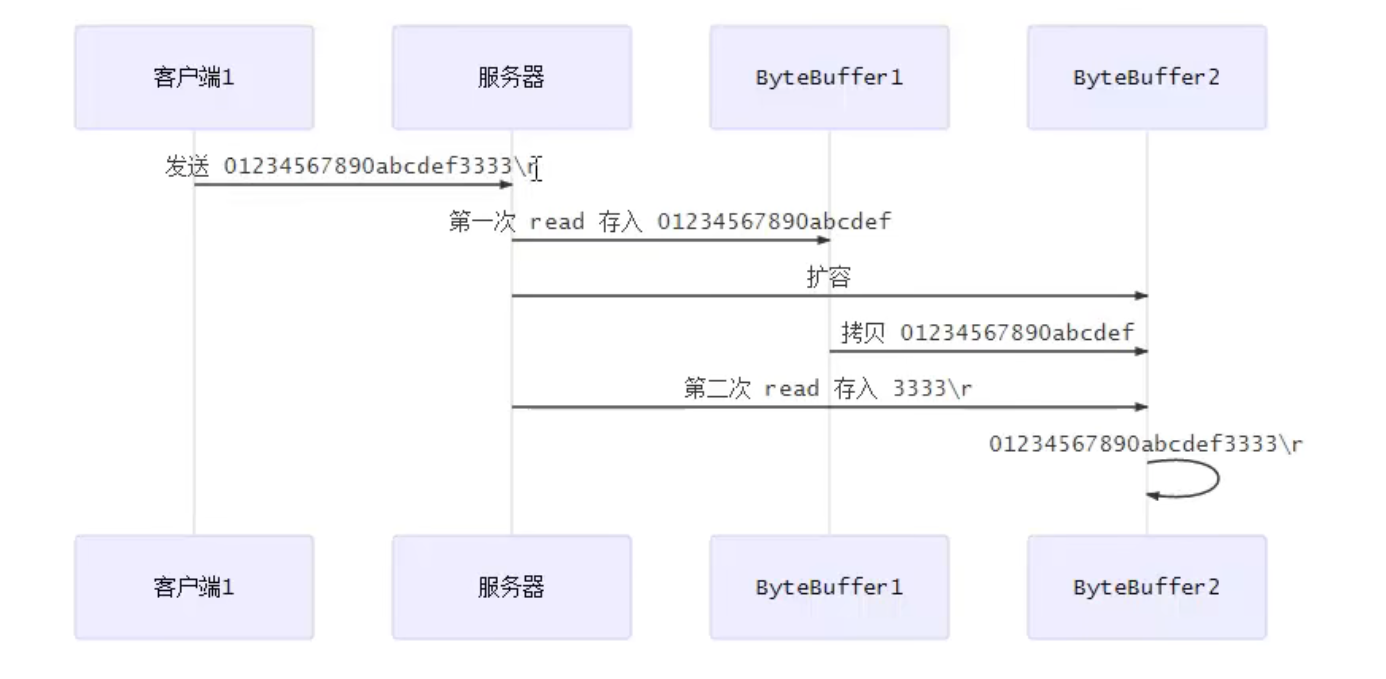 客户端1
服务器
ByteBuffer1
ByteBuffer2
发送 01234567890abcdef3333\r
第一次 read 存入 01234567890abcdef
扩容
拷贝 01234567890abcdef
第二次 read 存入 3333\r
01234567890abcdef3333\r
客户端1
服务器
ByteBuffer1
ByteBuffer2